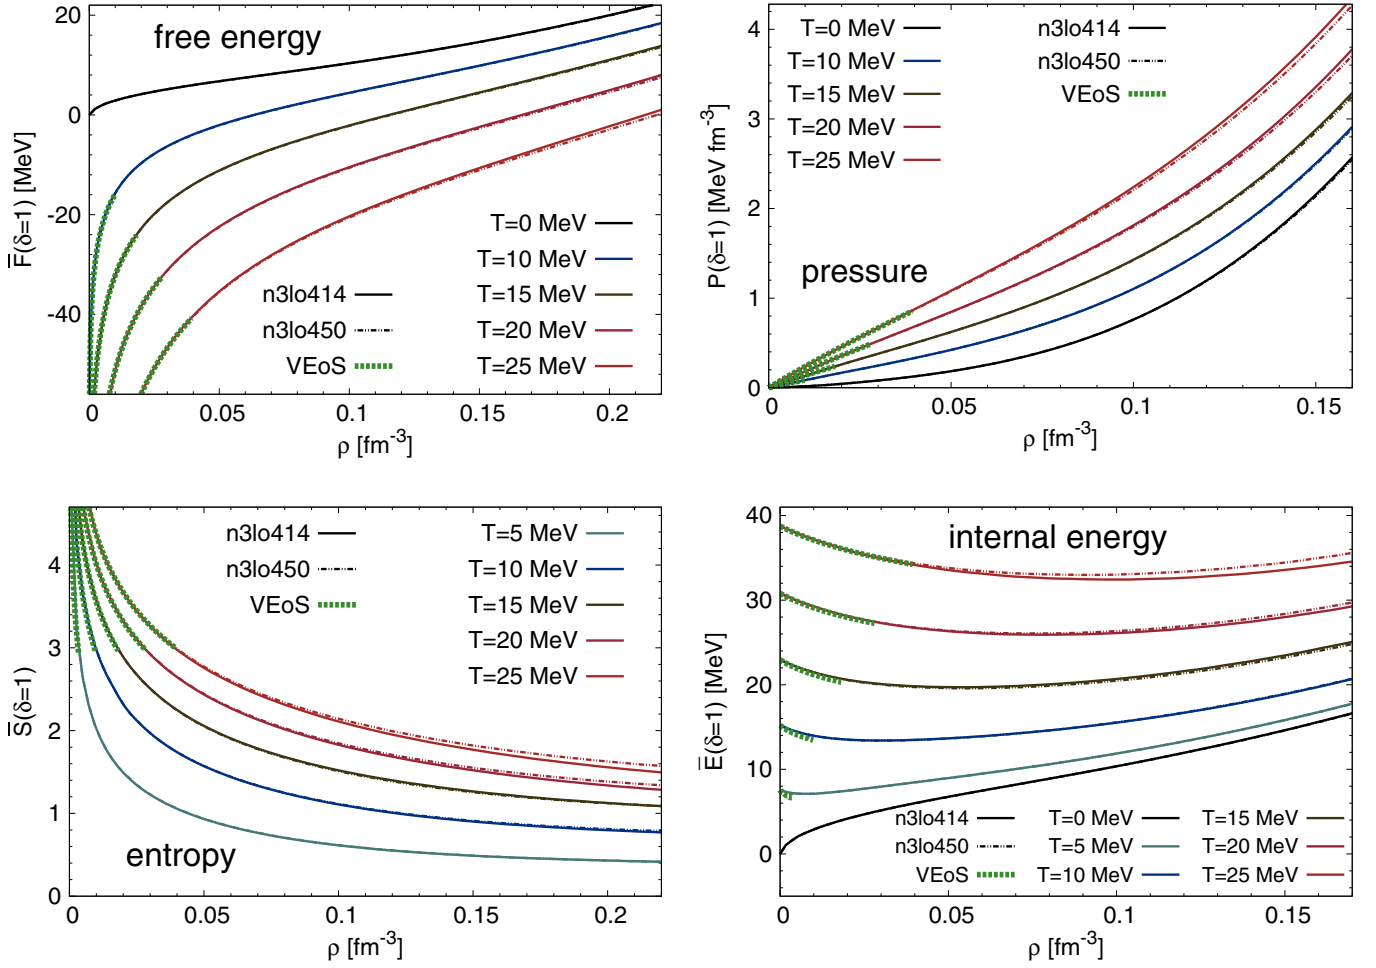 free energy
F̅(δ=1) [MeV]
20
0
-20
-40
T=0 MeV
T=10 MeV
n3lo414
T=15 MeV
n3lo450
T=20 MeV
VEoS
T=25 MeV
0
0.05
0.1
0.15
0.2
ρ [fm⁻³]
P(δ=1) [MeV fm⁻³]
4
3
2
1
0
T=0 MeV
T=10 MeV
T=15 MeV
T=20 MeV
T=25 MeV
n3lo414
n3lo450
VEoS
pressure
0
0.05
0.1
0.15
ρ [fm⁻³]
S̅(δ=1)
4
3
2
1
0
n3lo414
n3lo450
VEoS
T=5 MeV
T=10 MeV
T=15 MeV
T=20 MeV
T=25 MeV
entropy
0
0.05
0.1
0.15
0.2
ρ [fm⁻³]
internal energy
E̅(δ=1) [MeV]
40
30
20
10
0
n3lo414
n3lo450
VEoS
T=0 MeV
T=5 MeV
T=10 MeV
T=15 MeV
T=20 MeV
T=25 MeV
0
0.05
0.1
0.15
ρ [fm⁻³]